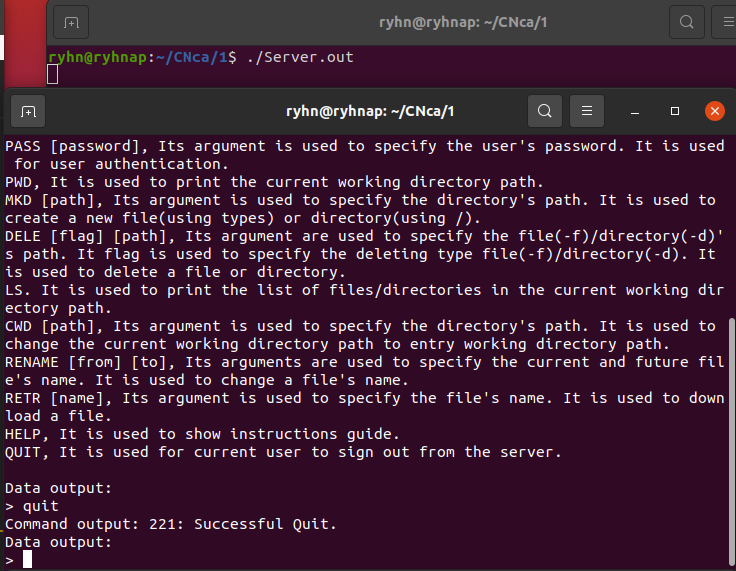 ryhn@ryhnap: ~/CNca/1
ryhn@ryhnap:~/CNca/1$ ./Server.out
ryhn@ryhnap: ~/CNca/1
PASS [password], Its argument is used to specify the user's password. It is used
 for user authentication.
PWD, It is used to print the current working directory path.
MKD [path], Its argument is used to specify the directory's path. It is used to
create a new file(using types) or directory(using /).
DELE [flag] [path], Its argument are used to specify the file(-f)/directory(-d)'
s path. It flag is used to specify the deleting type file(-f)/directory(-d). It
is used to delete a file or directory.
LS. It is used to print the list of files/directories in the current working dir
ectory path.
CWD [path], Its argument is used to specify the directory's path. It is used to
change the current working directory path to entry working directory path.
RENAME [from] [to], Its arguments are used to specify the current and future fil
e's name. It is used to change a file's name.
RETR [name], Its argument is used to specify the file's name. It is used to down
load a file.
HELP, It is used to show instructions guide.
QUIT, It is used for current user to sign out from the server.
Data output:
> quit
Command output: 221: Successful Quit.
Data output:
>